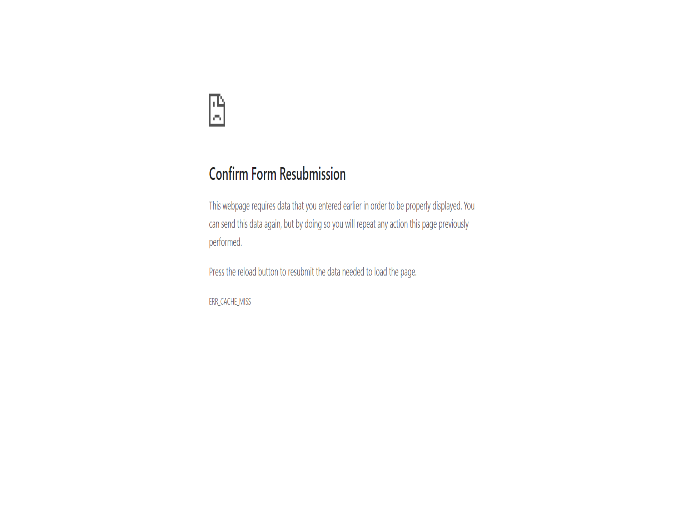 Confirm Form Resubmission
This webpage requires data that you entered earlier in order to be properly displayed. You
can send this data again, but by doing so you will repeat any action this page previously
performed.
Press the reload button to resubmit the data needed to load the page.
ERR_CACHE_MISS